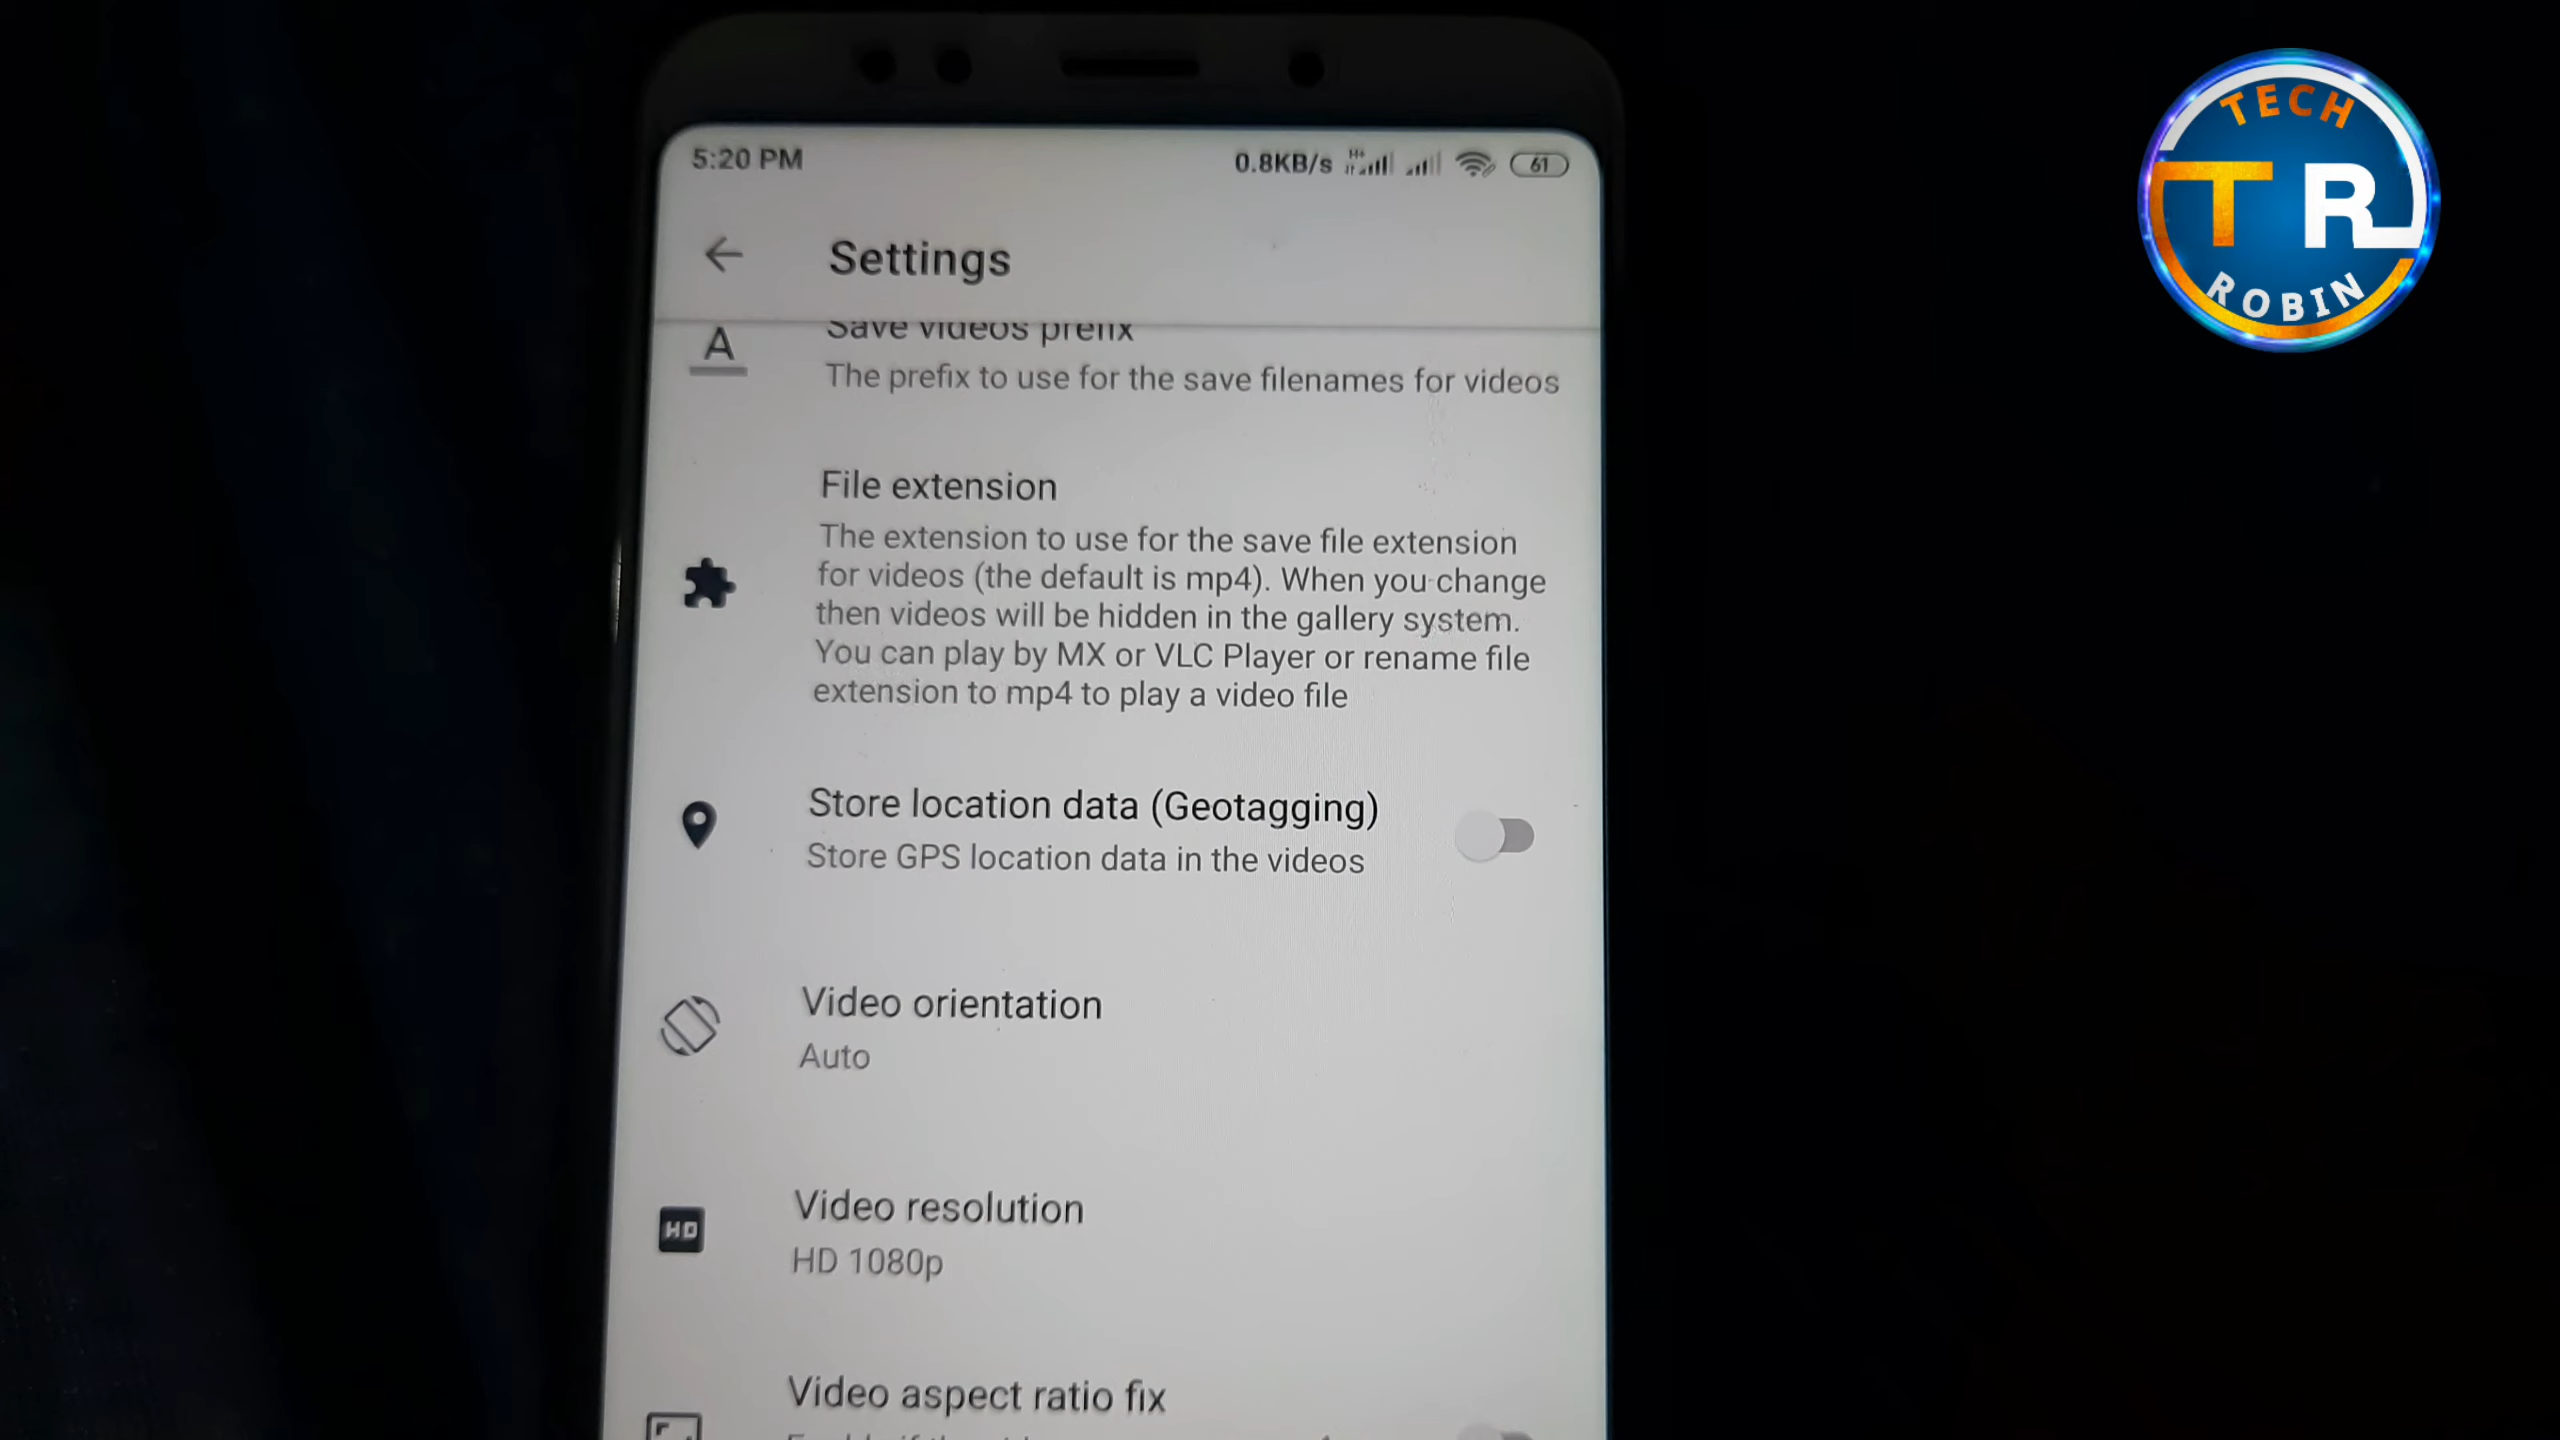 TECH
T R
ROBIN
5:20 PM
0.8KB/s
H+
61
Settings
Save videos prefix
A
The prefix to use for the save filenames for videos
File extension
The extension to use for the save file extension
for videos (the default is mp4). When you change
then videos will be hidden in the gallery system.
You can play by MX or VLC Player or rename file
extension to mp4 to play a video file
Store location data (Geotagging)
Store GPS location data in the videos
Video orientation
Auto
Video resolution
HD
HD 1080p
Video aspect ratio fix